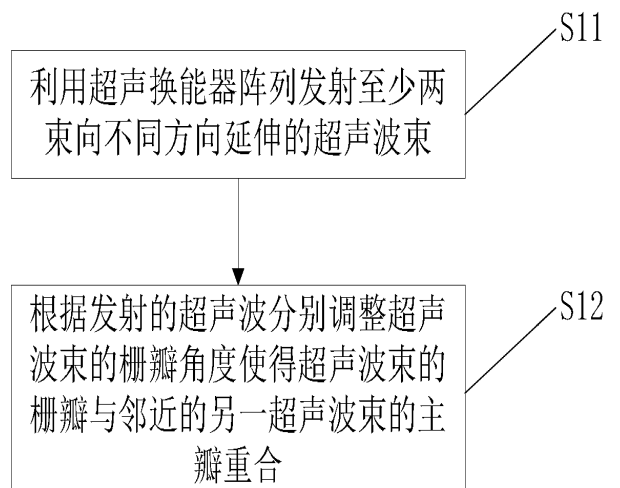 S11
利用超声换能器阵列发射至少两
束向不同方向延伸的超声波束
S12
根据发射的超声波分别调整超声
波束的栅瓣角度使得超声波束的
栅瓣与邻近的另一超声波束的主
瓣重合